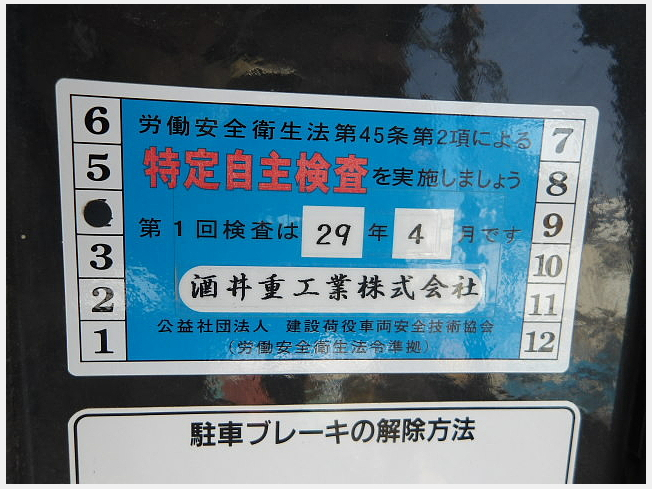 労働安全衛生法第45条第2項による
特定自主検査を実施しましょう
第1回検査は 29 年 4 月です
酒井重工業株式会社
公益社団法人 建設荷役車両安全技術協会
(労働安全衛生法令準拠)
6
5
3
2
1
7
8
9
10
11
12
駐車ブレーキの解除方法